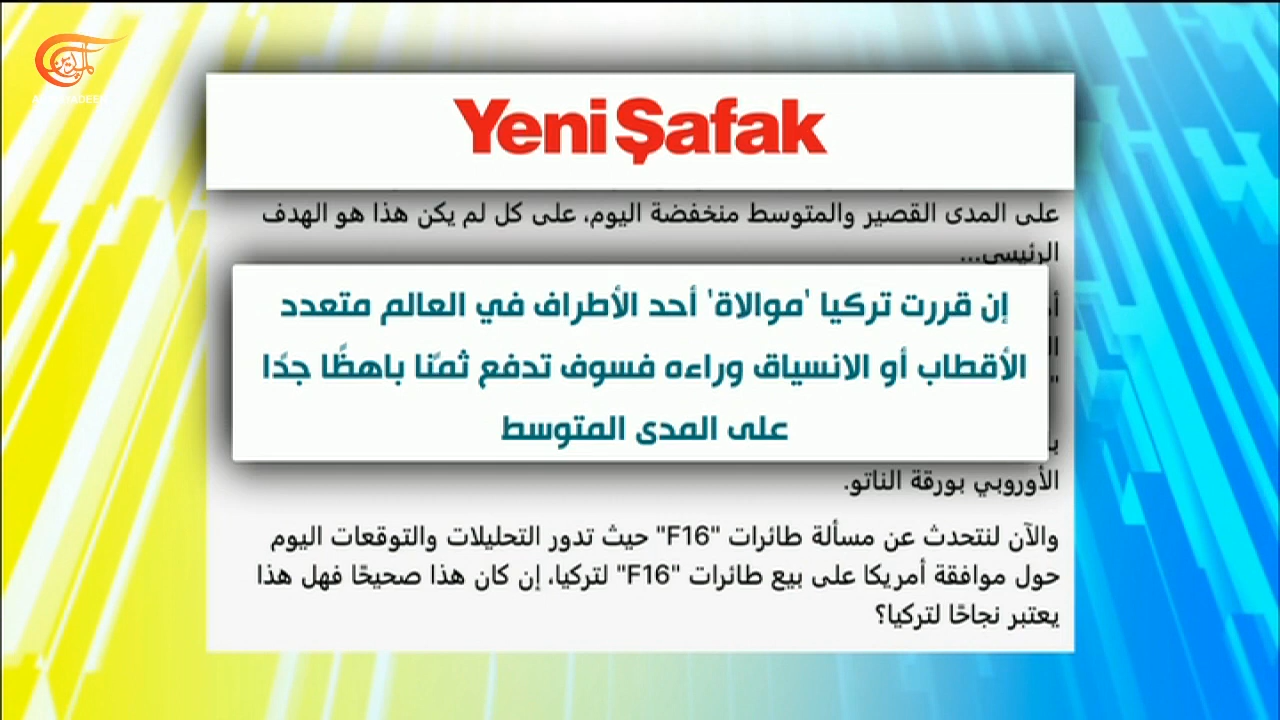 المیادین
AL MAYADEEN
Yeni Şafak
على المدى القصير والمتوسط منخفضة اليوم، على كل لم يكن هذا هو الهدف
الرئيسي...
إن قررت تركيا 'موالاة' أحد الأطراف في العالم متعدد
الأقطاب أو الانسياق وراءه فسوف تدفع ثمنًا باهظًا جدًا
على المدى المتوسط
الأوروبي بورقة الناتو.
والآن لنتحدث عن مسألة طائرات "F16" حيث تدور التحليلات والتوقعات اليوم
حول موافقة أمريكا على بيع طائرات "F16" لتركيا، إن كان هذا صحيحًا فهل هذا
يعتبر نجاحًا لتركيا؟